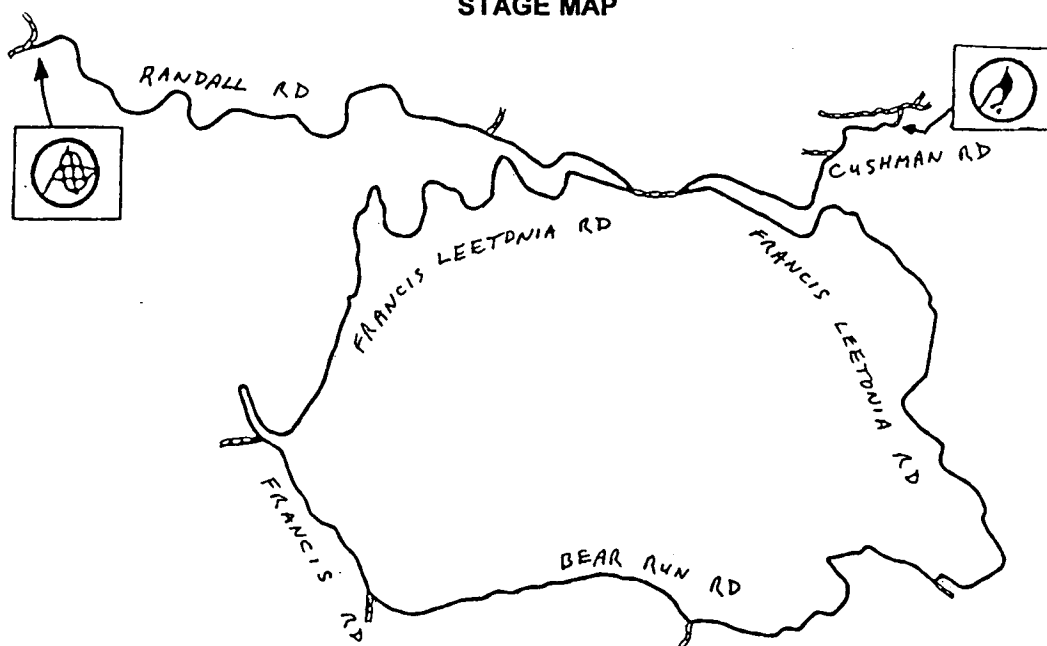 STAGE MAP
RANDALL RD
CUSHMAN RD
FRANCIS LEETONIA RD
FRANCIS LEETONIA RD
FRANCIS RD
BEAR RUN RD